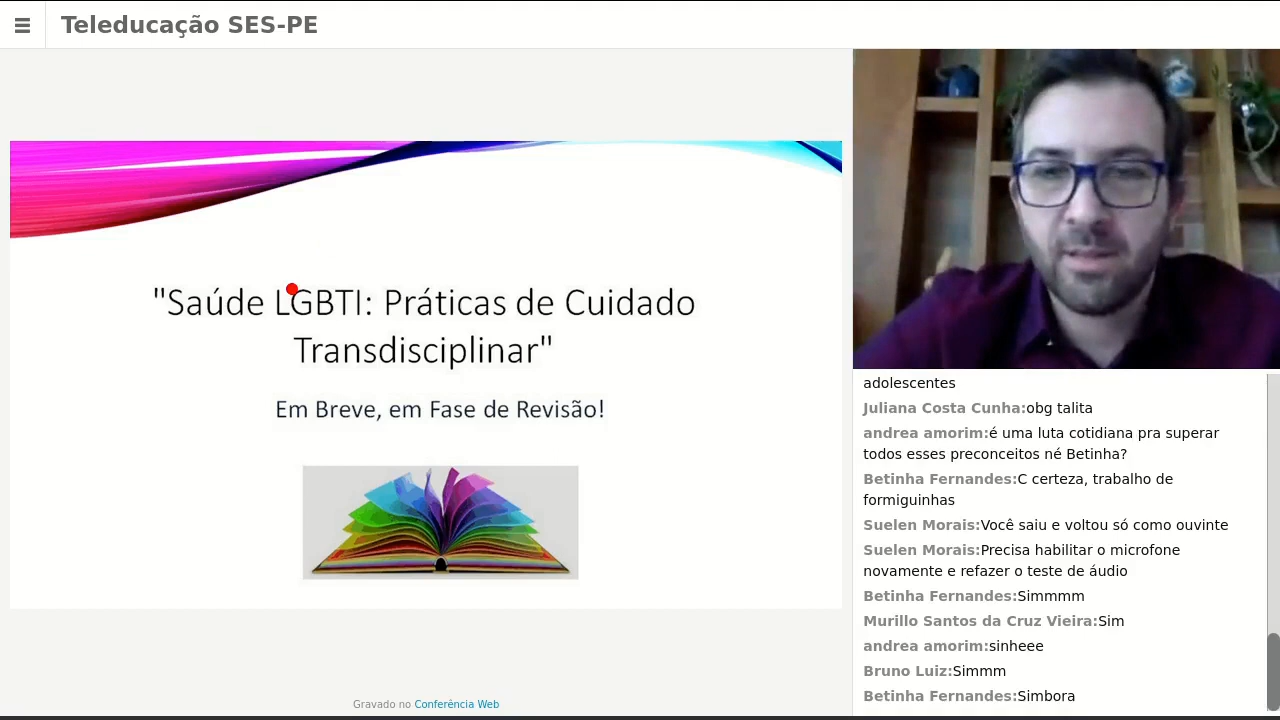 Teleducação SES-PE
"Saúde LGBTI: Práticas de Cuidado
Transdisciplinar"
Em Breve, em Fase de Revisão!
Gravado no Conferência Web
adolescentes
Juliana Costa Cunha:obg talita
andrea amorim:é uma luta cotidiana pra superar
todos esses preconceitos né Betinha?
Betinha Fernandes:C certeza, trabalho de
formiguinhas
Suelen Morais:Você saiu e voltou só como ouvinte
Suelen Morais:Precisa habilitar o microfone
novamente e refazer o teste de áudio
Betinha Fernandes:Simmmm
Murillo Santos da Cruz Vieira:Sim
andrea amorim:sinheee
Bruno Luiz:Simmm
Betinha Fernandes:Simbora